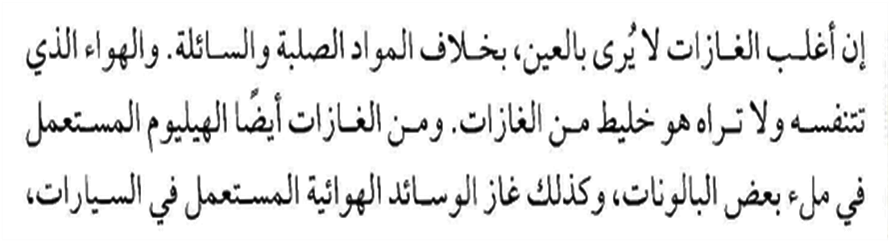 إن أغلب الغازات لا يُرى بالعين، بخلاف المواد الصلبة والسائلة. والهواء الذي
تتنفسه ولا تراه هو خليط من الغازات. ومن الغازات أيضًا الهيليوم المستعمل
في ملء بعض البالونات، وكذلك غاز الوسائد الهوائية المستعمل في السيارات،